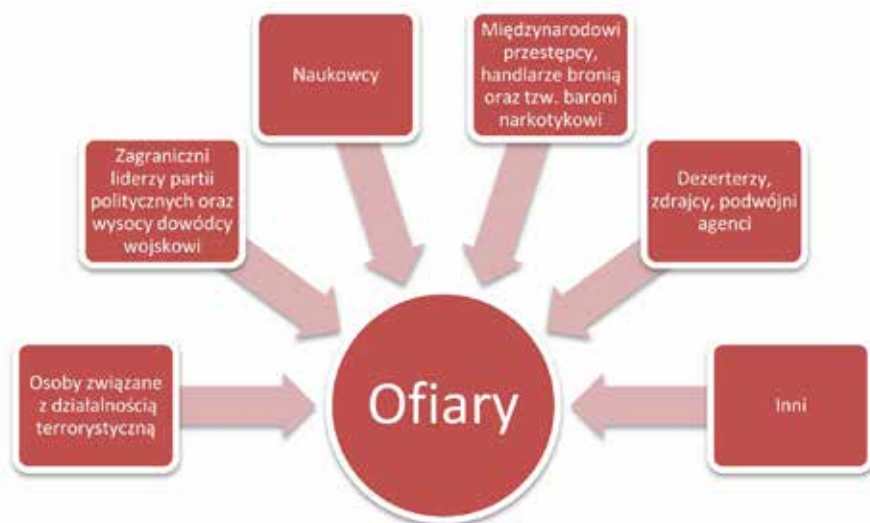 Naukowcy
Międzynarodowi
przestępcy,
handlarze bronią
oraz tzw. baroni
narkotykowi
Zagraniczni
liderzy partii
politycznych oraz
wysocy dowódcy
wojskowi
Dezerterzy,
zdrajcy, podwójni
agenci
Osoby związane
z działalnością
terrorystyczną
Ofiary
Inni